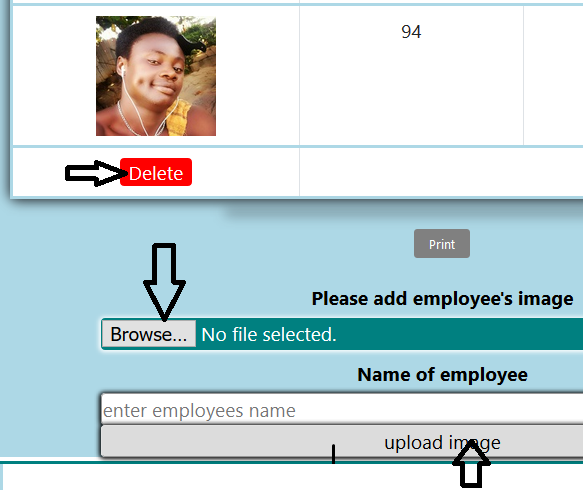 94
Delete
Print
Please add employee's image
Browse... No file selected.
Name of employee
enter employees name
upload image